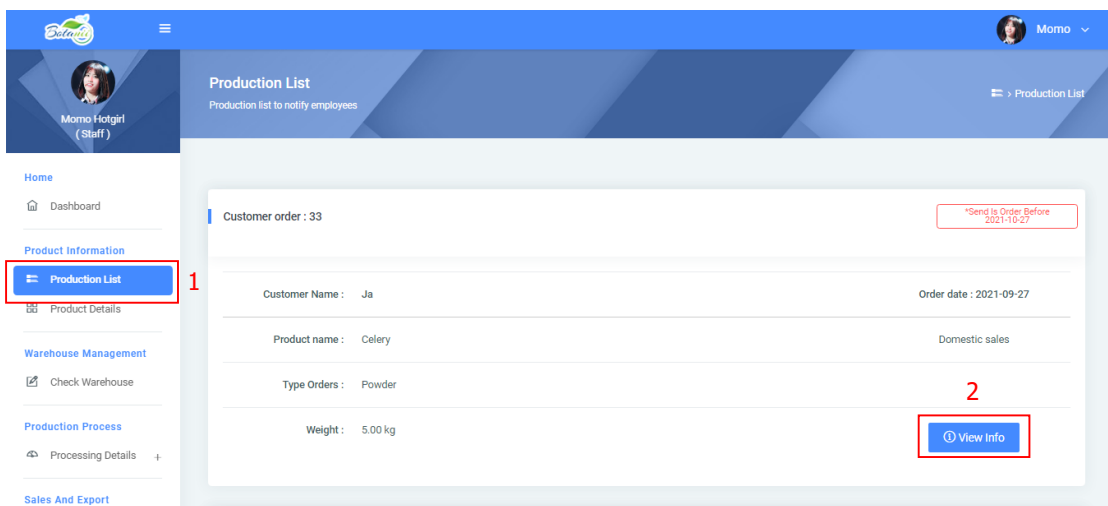 Botanic
Momo
Momo Hotgirl
( Staff )
Production List
Production list to notify employees
> Production List
Home
Dashboard
Customer order : 33
*Send Is Order Before
2021-10-27
Product Information
Production List
1
Product Details
Customer Name : Ja
Order date : 2021-09-27
Product name : Celery
Domestic sales
Warehouse Management
Check Warehouse
Type Orders : Powder
2
Production Process
Weight : 5.00 kg
View Info
Processing Details +
Sales And Export